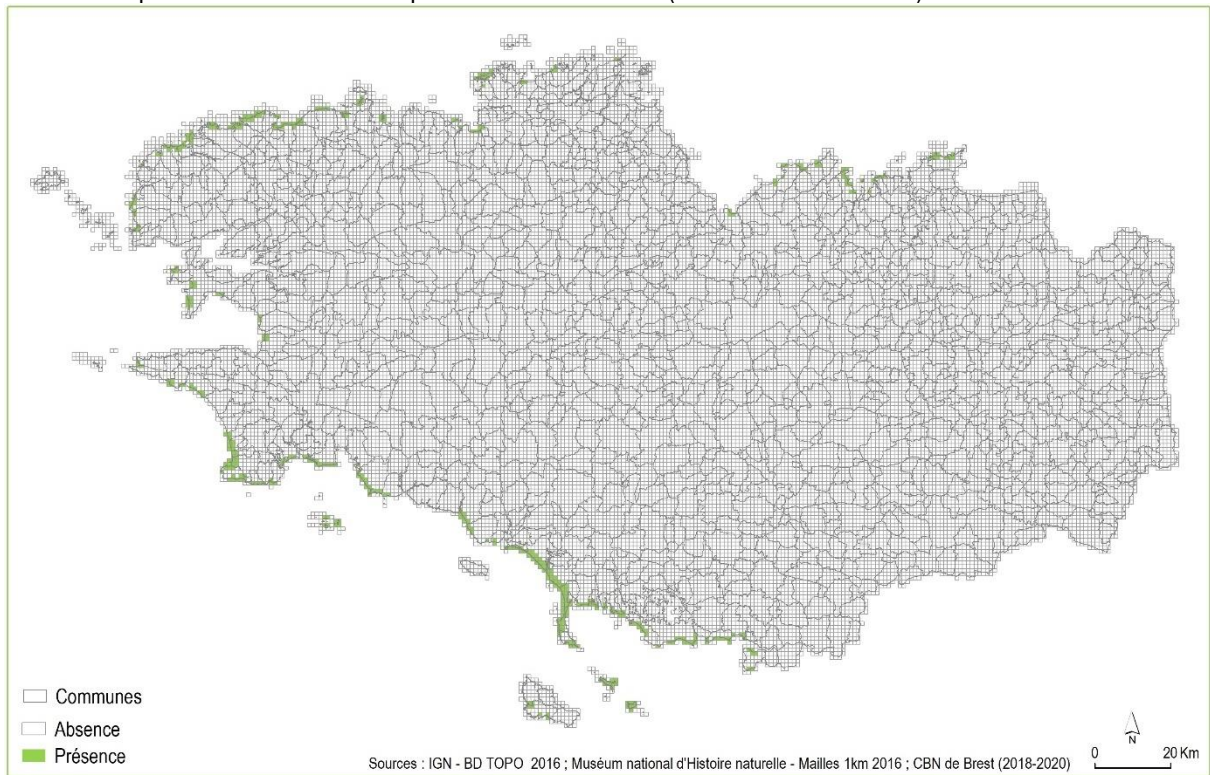 Communes
Absence
Présence
Sources : IGN - BD TOPO 2016 ; Muséum national d'Histoire naturelle - Mailles 1km 2016 ; CBN de Brest (2018-2020)
N
0 20 Km